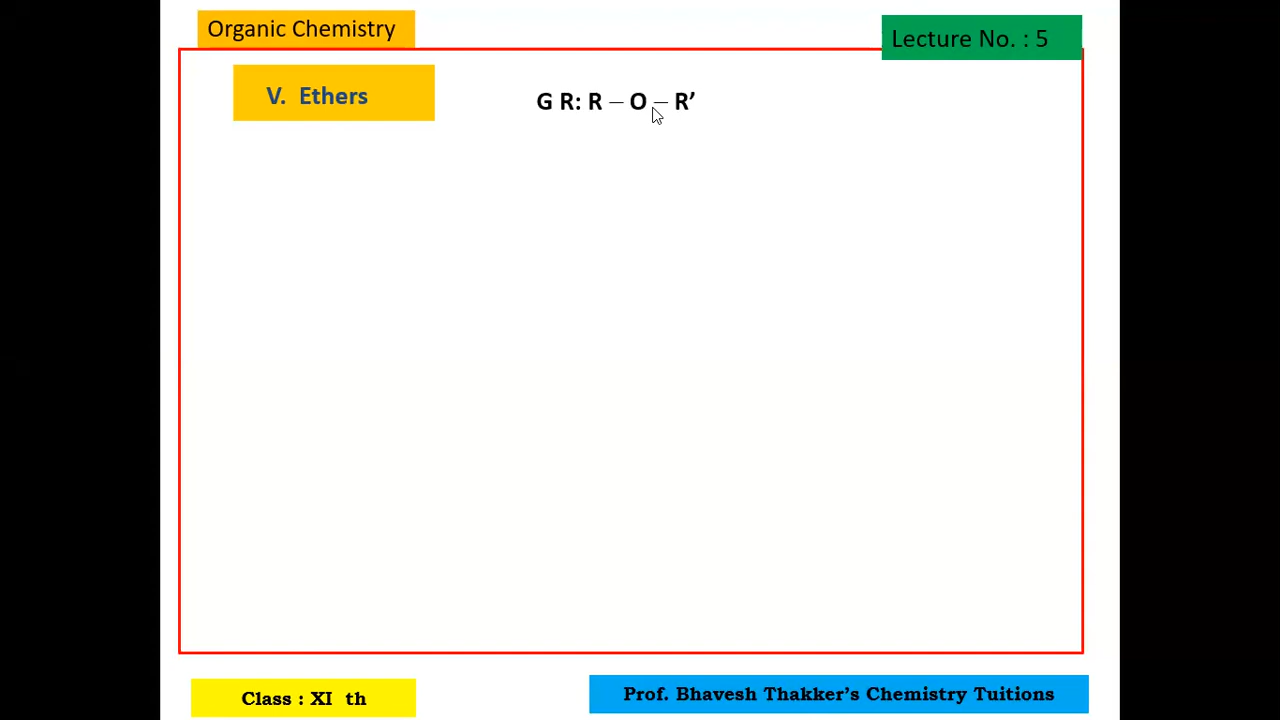 Organic Chemistry
Lecture No. : 5
V. Ethers
G R: R – O – R’
Class : XI th
Prof. Bhavesh Thakker’s Chemistry Tuitions